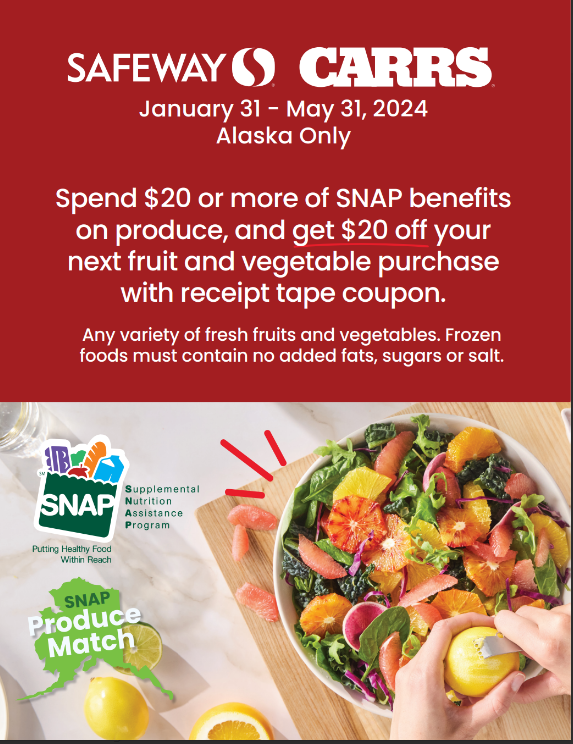 SAFEWAY CARRS
January 31 - May 31, 2024
Alaska Only
Spend $20 or more of SNAP benefits
on produce, and get $20 off your
next fruit and vegetable purchase
with receipt tape coupon.
Any variety of fresh fruits and vegetables. Frozen
foods must contain no added fats, sugars or salt.
SNAP
Supplemental
Nutrition
Assistance
Program
Putting Healthy Food
Within Reach
SNAP
Produce
Match